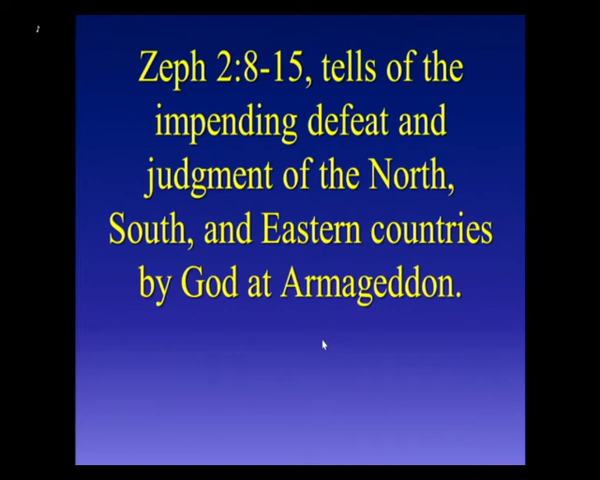 Zeph 2:8-15, tells of the
impending defeat and
judgment of the North,
South, and Eastern countries
by God at Armageddon.